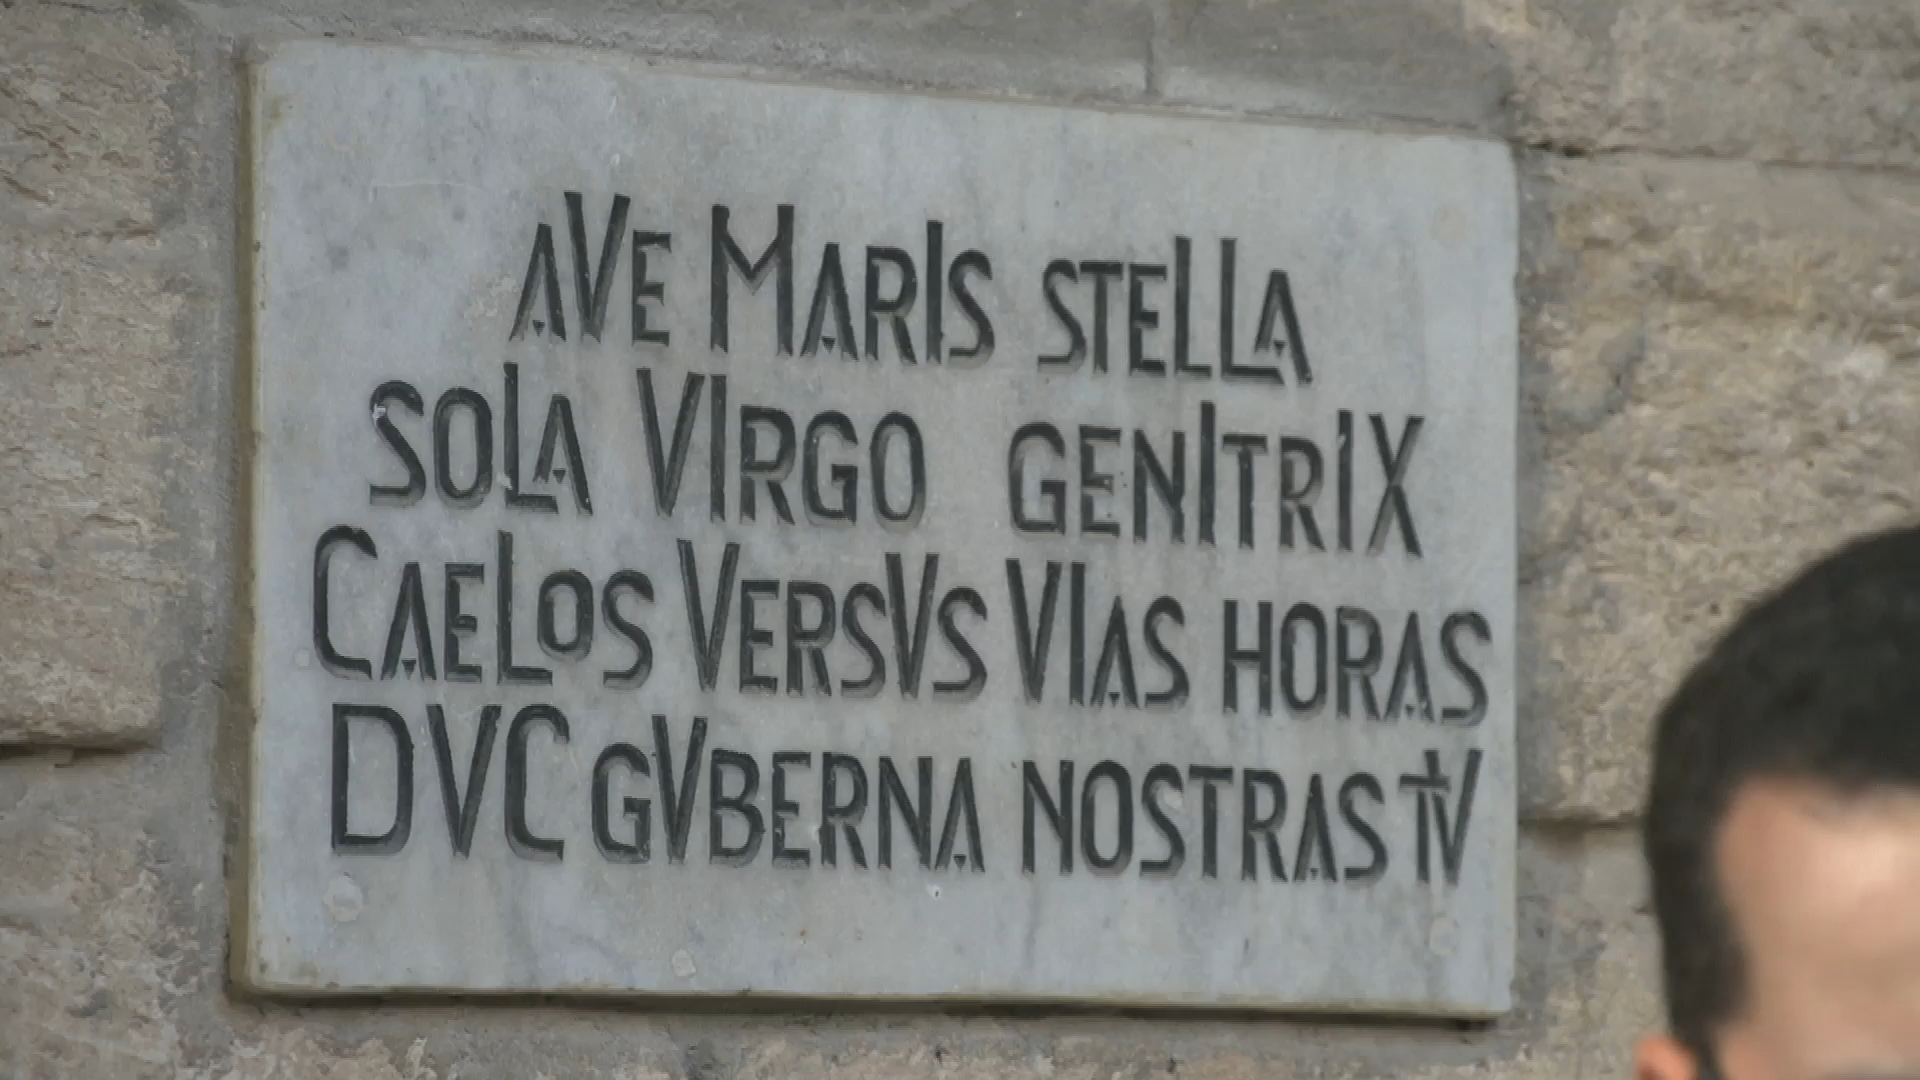 AVE MARIS STELLA
SOLA VIRGO GENITRIX
CAELOS VERSVS VIAS HORAS
DVC GVBERNA NOSTRAS TV